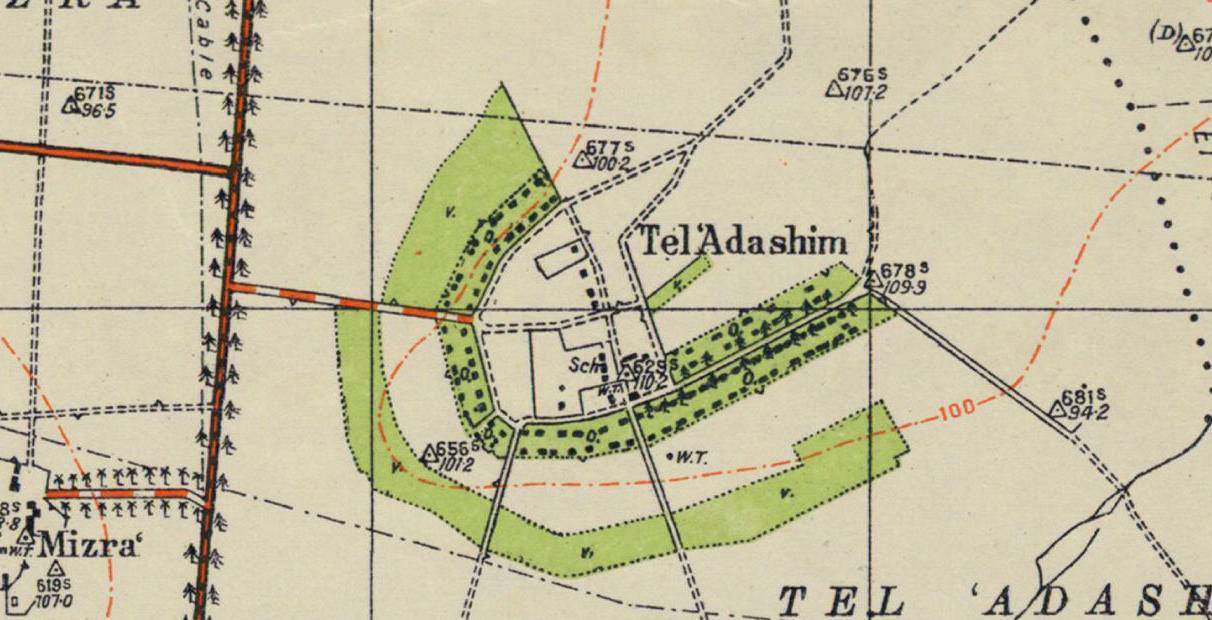 Z R A
cable
(D)
671S
96.5
676S
107.2
677S
100.2
V.
Tel 'Adashim
O.
V.
678S
109.9
Sch.
W.T.
629S
110.2
O.
O.
O.
O.
681S
94.2
100
656S
101.2
V.
W.T.
V.
V.
Mizra'
619S
107.0
TEL 'ADASH